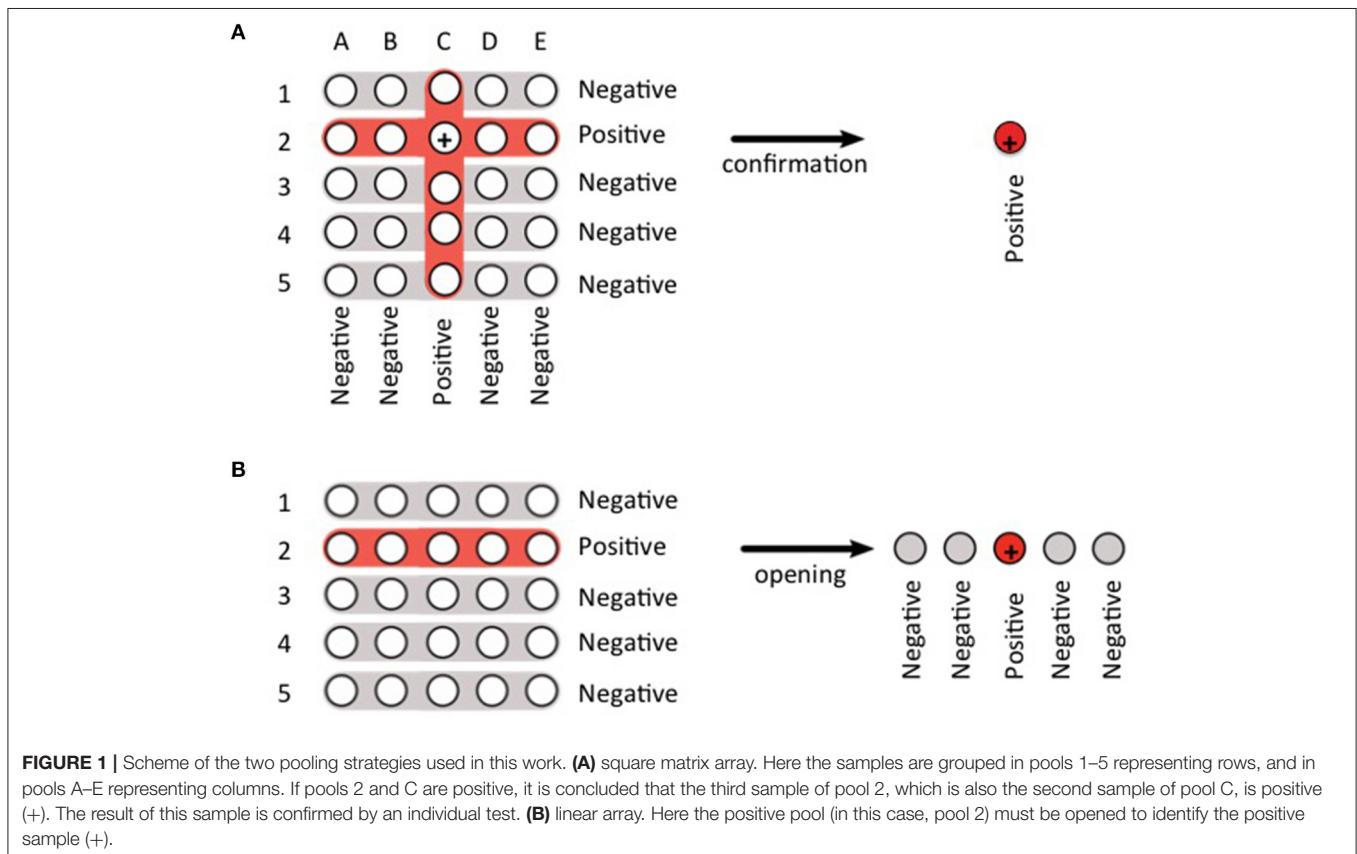 A
A B C D E
1 Negative
2 + Positive
3 Negative
4 Negative
5 Negative
Negative Negative Positive Negative Negative
confirmation
+
Positive
B
1 Negative
2 Positive
3 Negative
4 Negative
5 Negative
opening
+
Negative Negative Positive Negative Negative
FIGURE 1 | Scheme of the two pooling strategies used in this work. (A) square matrix array. Here the samples are grouped in pools 1–5 representing rows, and in
pools A–E representing columns. If pools 2 and C are positive, it is concluded that the third sample of pool 2, which is also the second sample of pool C, is positive
(+). The result of this sample is confirmed by an individual test. (B) linear array. Here the positive pool (in this case, pool 2) must be opened to identify the positive
sample (+).